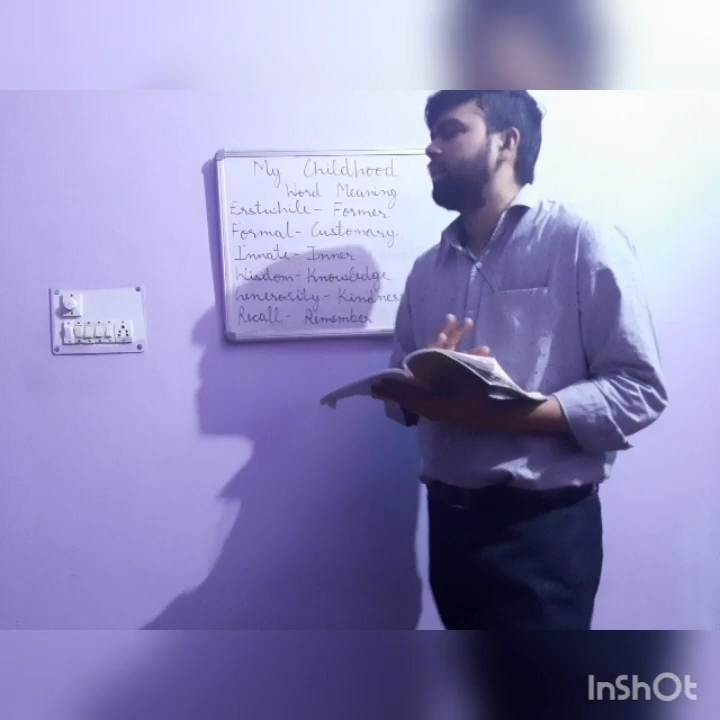 My Childhood
Word Meaning
Erstwhile - Former
Formal - Customary
Innate - Inner
Wisdom - Knowledge
Generosity - Kindness
Recall - Remember
InShOt